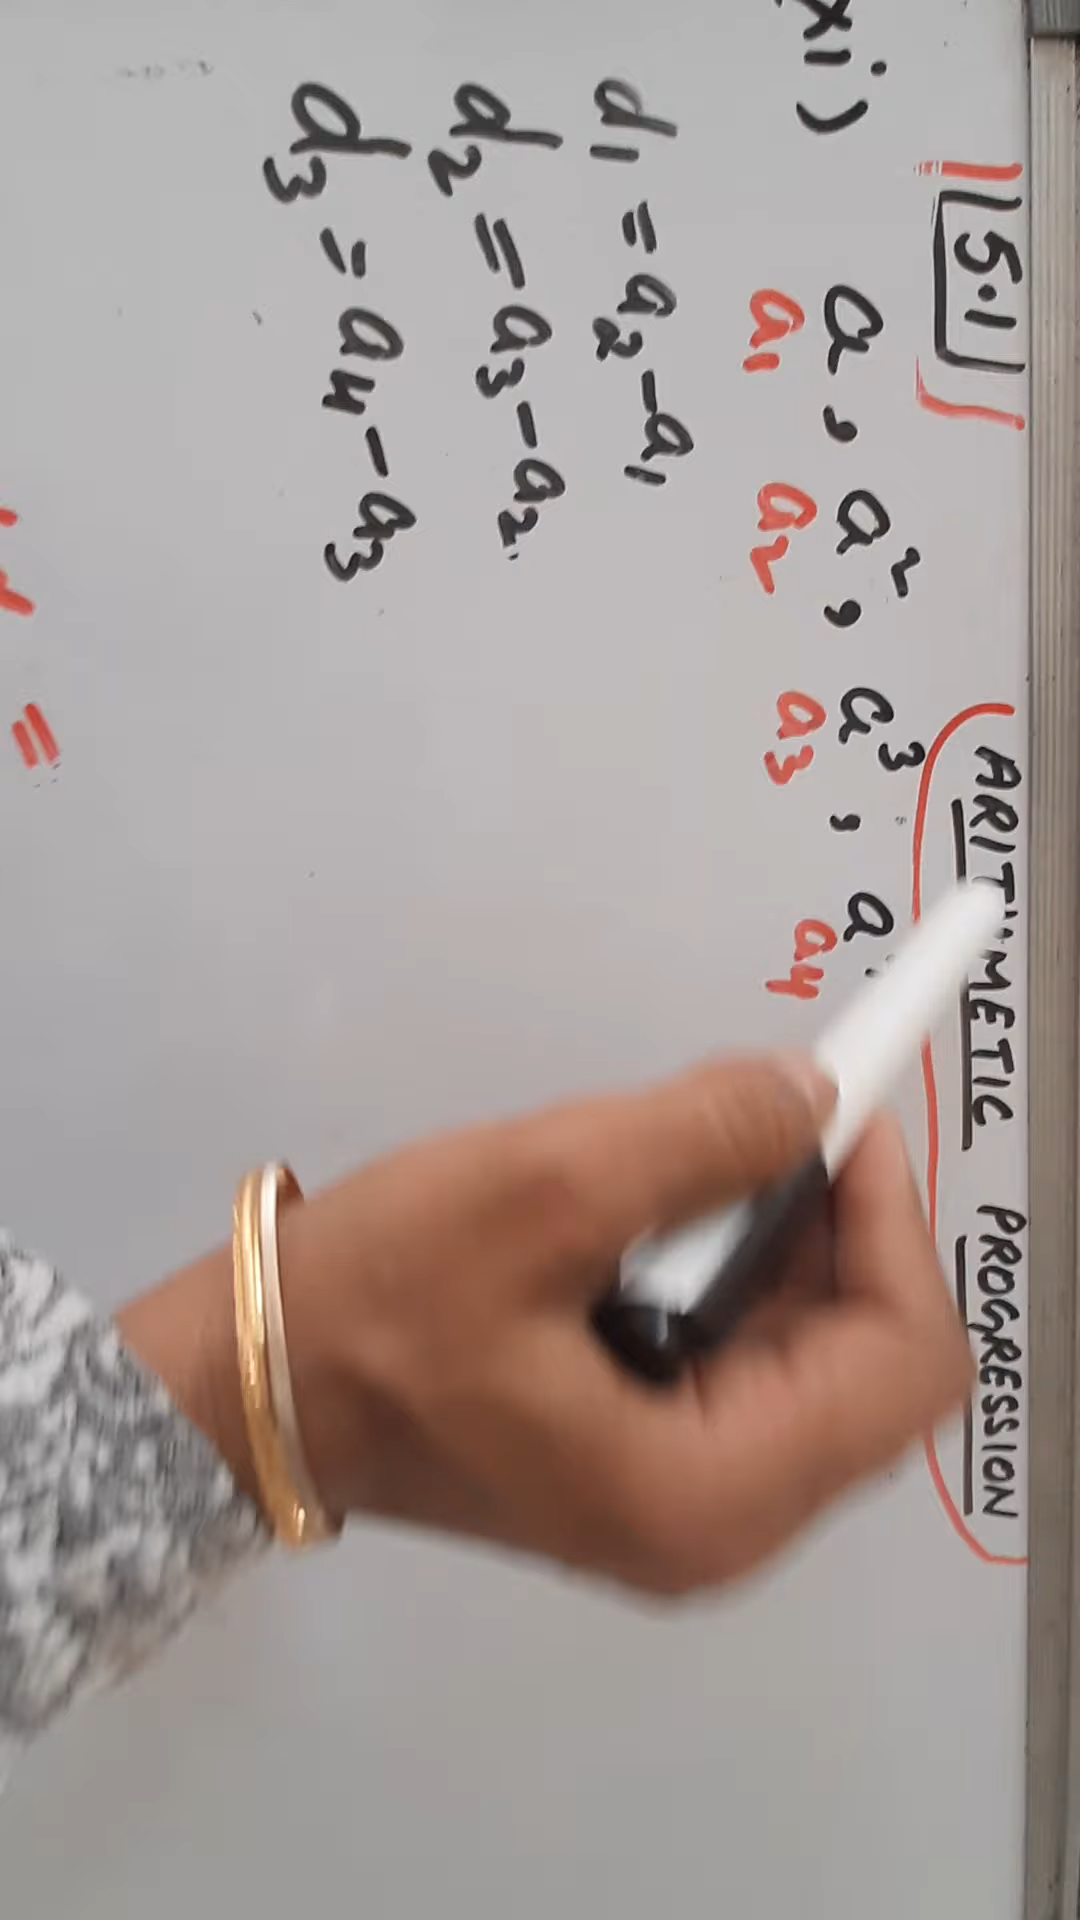 5.1 ARITHMETIC PROGRESSION
xi) a, a², a³, a
a1 a2 a3 a4
d1 = a2 - a1
d2 = a3 - a2
d3 = a4 - a3
=